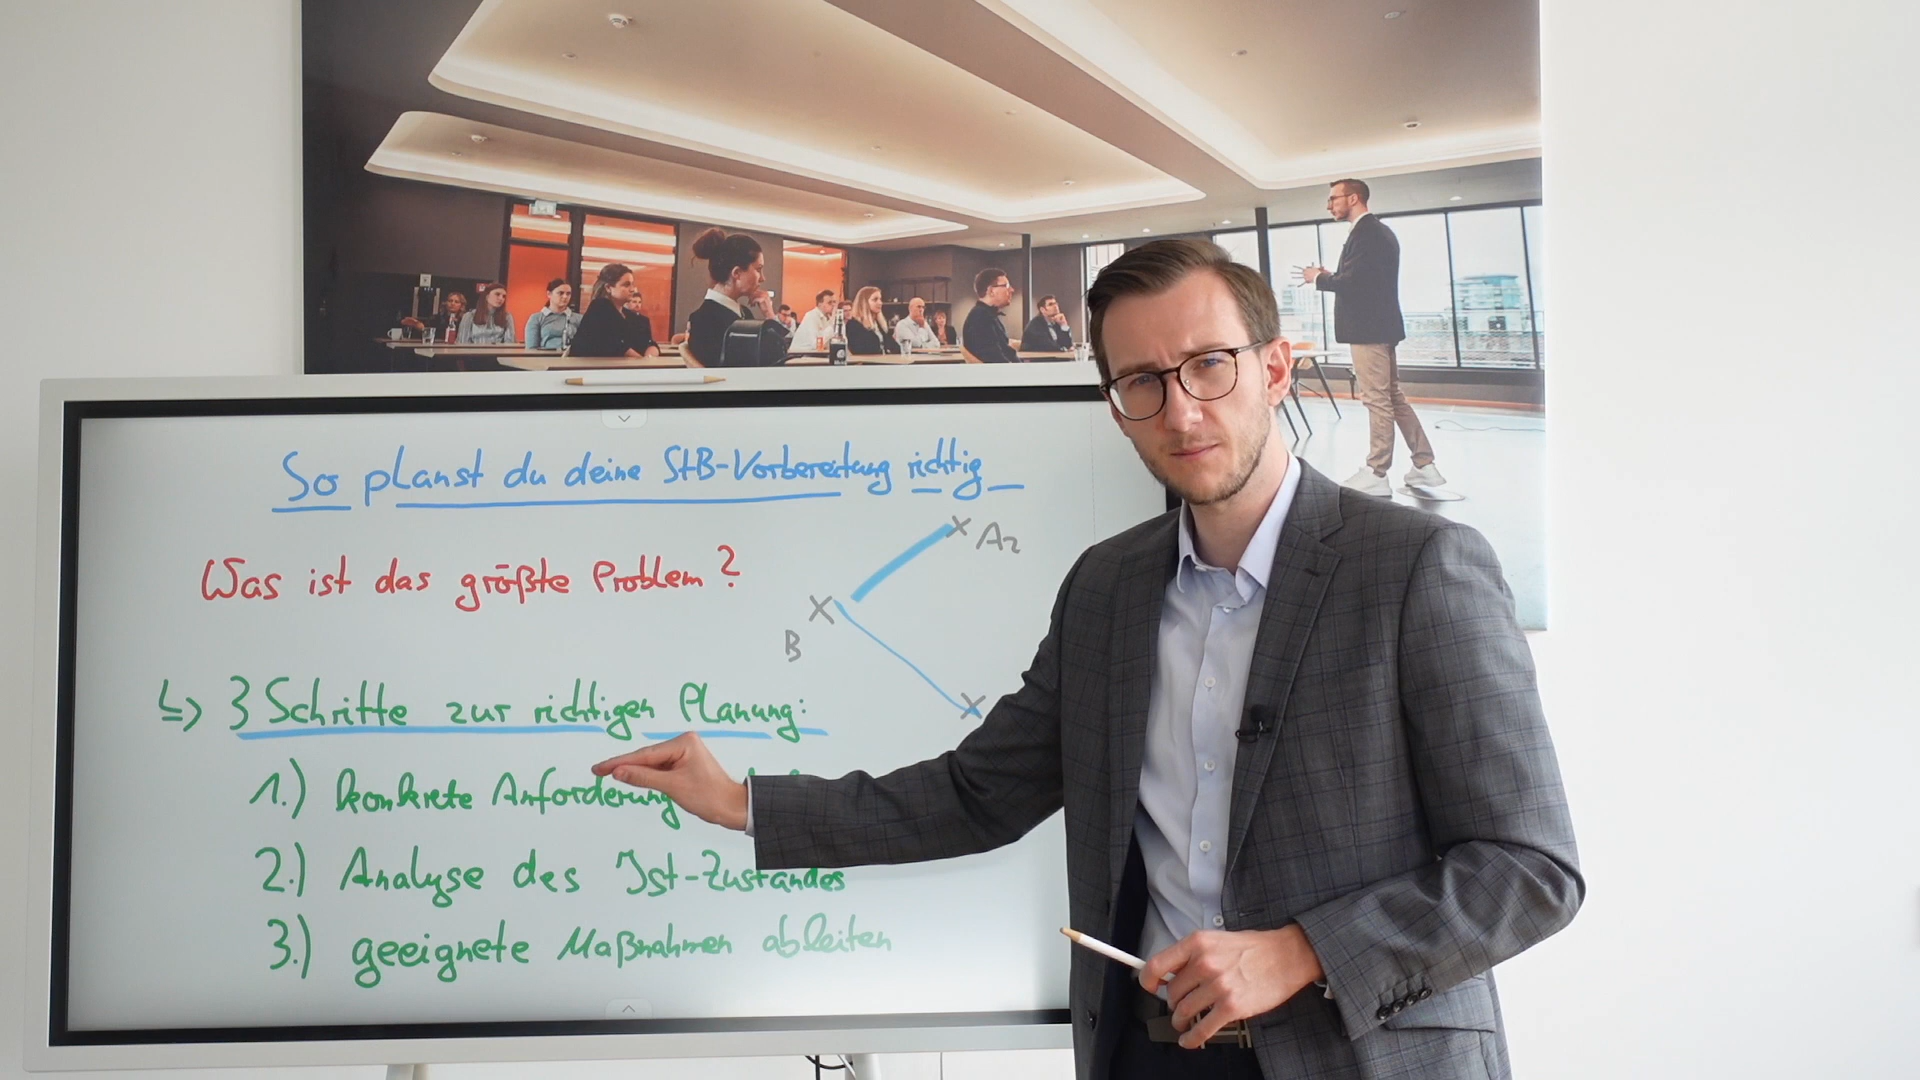 So planst du deine StB-Vorbereitung richtig
Was ist das größte Problem?
A2
B
↳ 3 Schritte zur richtigen Planung:
1.) konkrete Anforderung
2.) Analyse des Ist-Zustandes
3.) geeignete Maßnahmen ableiten